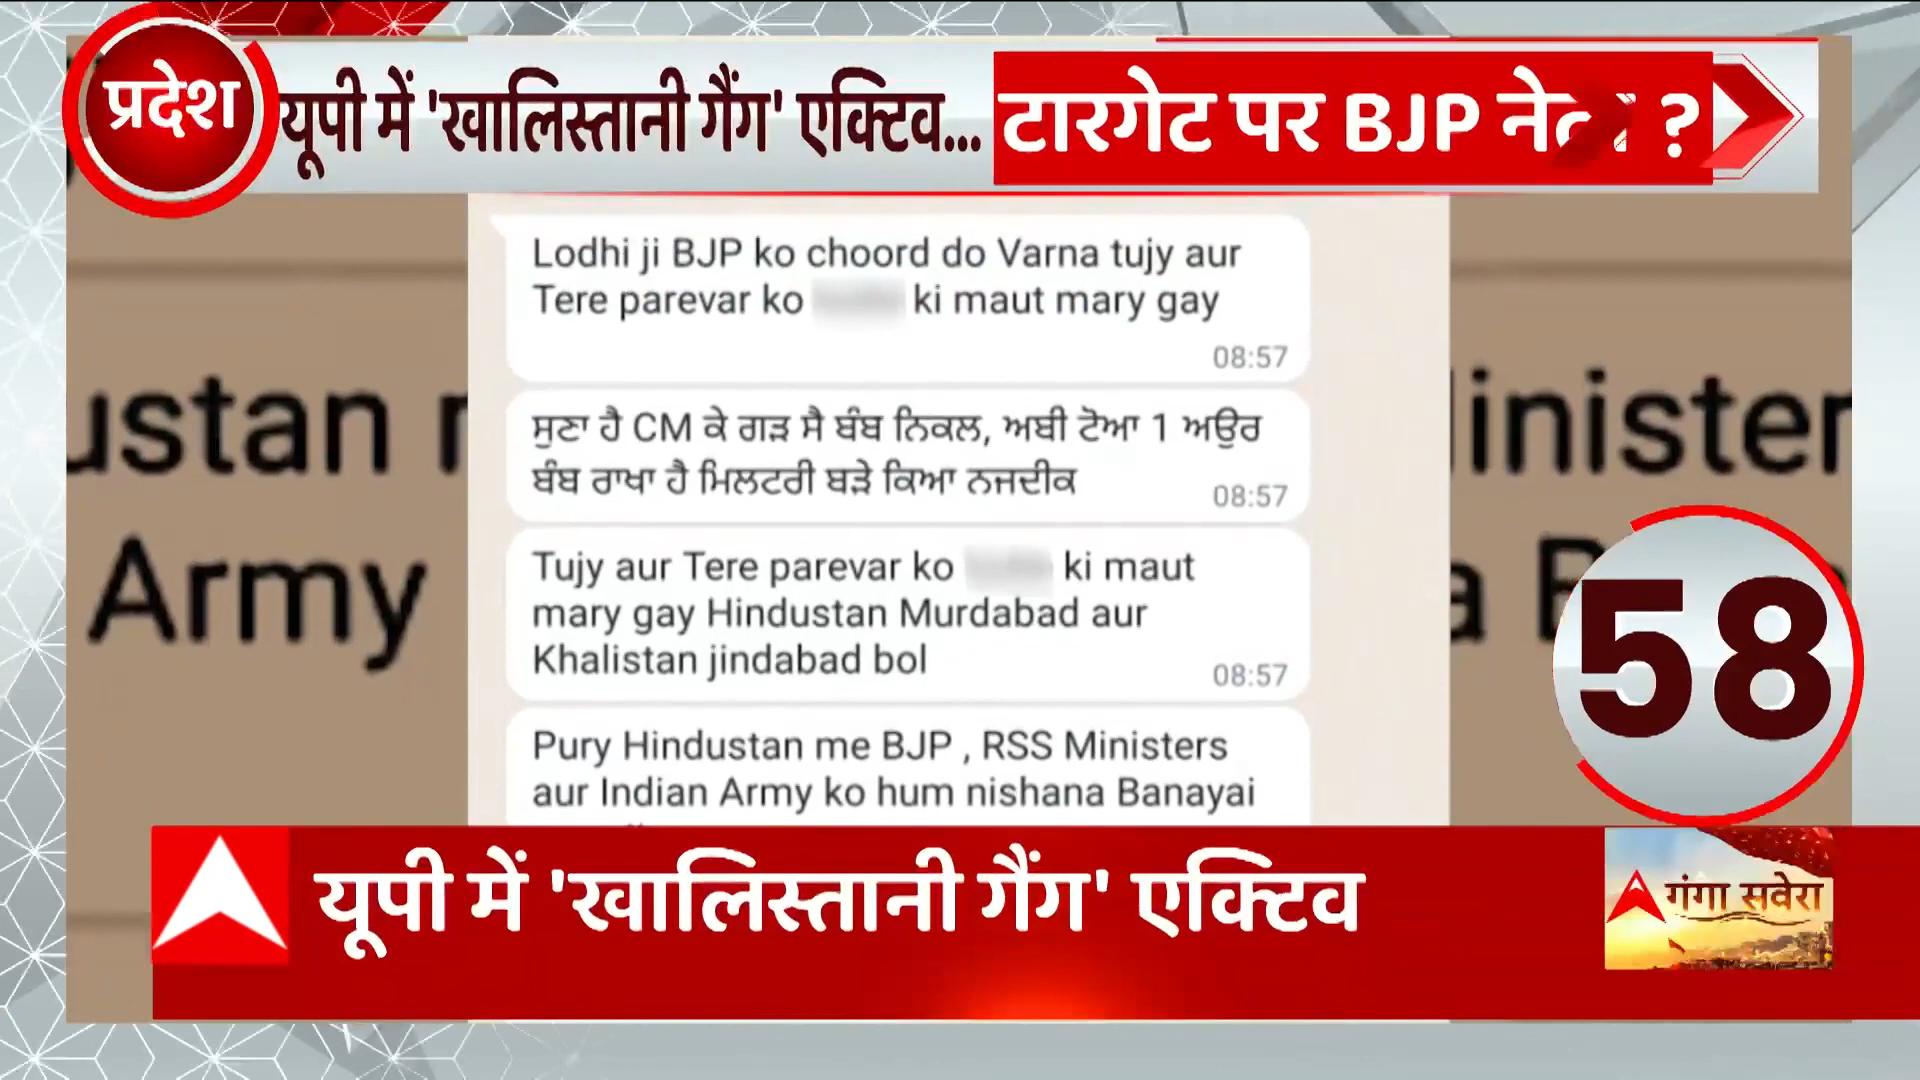 प्रदेश
यूपी में 'खालिस्तानी गैंग' एक्टिव...
टारगेट पर BJP ?
Lodhi ji BJP ko choord do Varna tujy aur
Tere parevar ko ki maut mary gay
08:57
ਸੁਣਾ ਹੈ CM ਕੇ ਗੜ ਸੈ ਬੰਬ ਨਿਕਲ, ਅਬੀ ਟੋਆ 1 ਅਉਰ
ਬੰਬ ਰਾਖਾ ਹੈ ਮਿਲਟਰੀ ਬੜੇ ਕਿਆ ਨਜਦੀਕ
08:57
Tujy aur Tere parevar ko ki maut
mary gay Hindustan Murdabad aur
Khalistan jindabad bol
08:57
Pury Hindustan me BJP , RSS Ministers
aur Indian Army ko hum nishana Banayai
ustan
Army
inister
a
58
यूपी में 'खालिस्तानी गैंग' एक्टिव
गंगा सवेरा